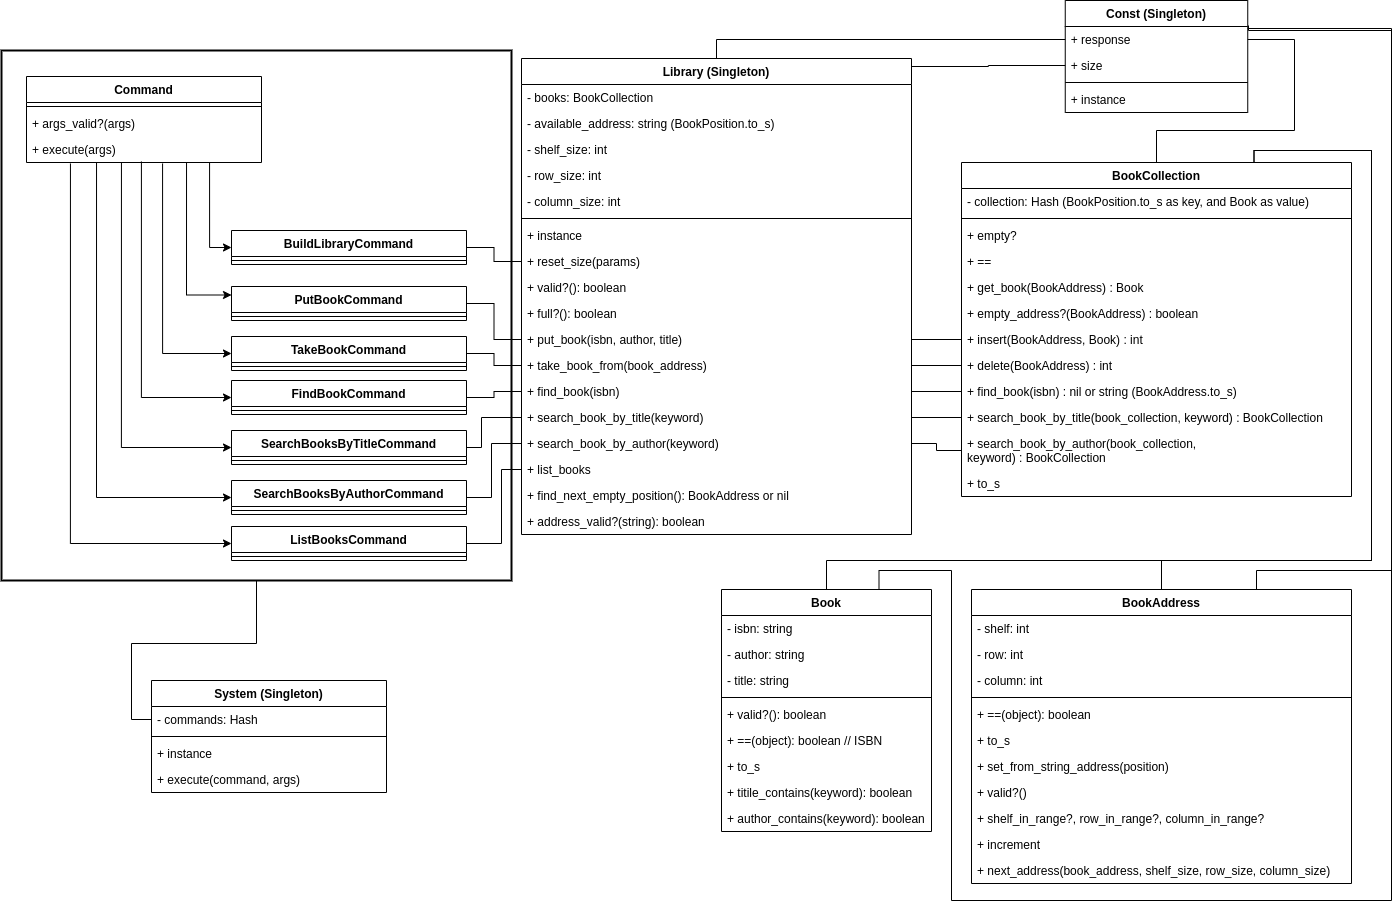 Const (Singleton)
+ response
+ size
+ instance
Command
+ args_valid?(args)
+ execute(args)
BuildLibraryCommand
PutBookCommand
TakeBookCommand
FindBookCommand
SearchBooksByTitleCommand
SearchBooksByAuthorCommand
ListBooksCommand
Library (Singleton)
- books: BookCollection
- available_address: string (BookPosition.to_s)
- shelf_size: int
- row_size: int
- column_size: int
+ instance
+ reset_size(params)
+ valid?(): boolean
+ full?(): boolean
+ put_book(isbn, author, title)
+ take_book_from(book_address)
+ find_book(isbn)
+ search_book_by_title(keyword)
+ search_book_by_author(keyword)
+ list_books
+ find_next_empty_position(): BookAddress or nil
+ address_valid?(string): boolean
BookCollection
- collection: Hash (BookPosition.to_s as key, and Book as value)
+ empty?
+ ==
+ get_book(BookAddress) : Book
+ empty_address?(BookAddress) : boolean
+ insert(BookAddress, Book) : int
+ delete(BookAddress) : int
+ find_book(isbn) : nil or string (BookAddress.to_s)
+ search_book_by_title(book_collection, keyword) : BookCollection
+ search_book_by_author(book_collection,
keyword) : BookCollection
+ to_s
System (Singleton)
- commands: Hash
+ instance
+ execute(command, args)
Book
- isbn: string
- author: string
- title: string
+ valid?(): boolean
+ ==(object): boolean // ISBN
+ to_s
+ titile_contains(keyword): boolean
+ author_contains(keyword): boolean
BookAddress
- shelf: int
- row: int
- column: int
+ ==(object): boolean
+ to_s
+ set_from_string_address(position)
+ valid?()
+ shelf_in_range?, row_in_range?, column_in_range?
+ increment
+ next_address(book_address, shelf_size, row_size, column_size)